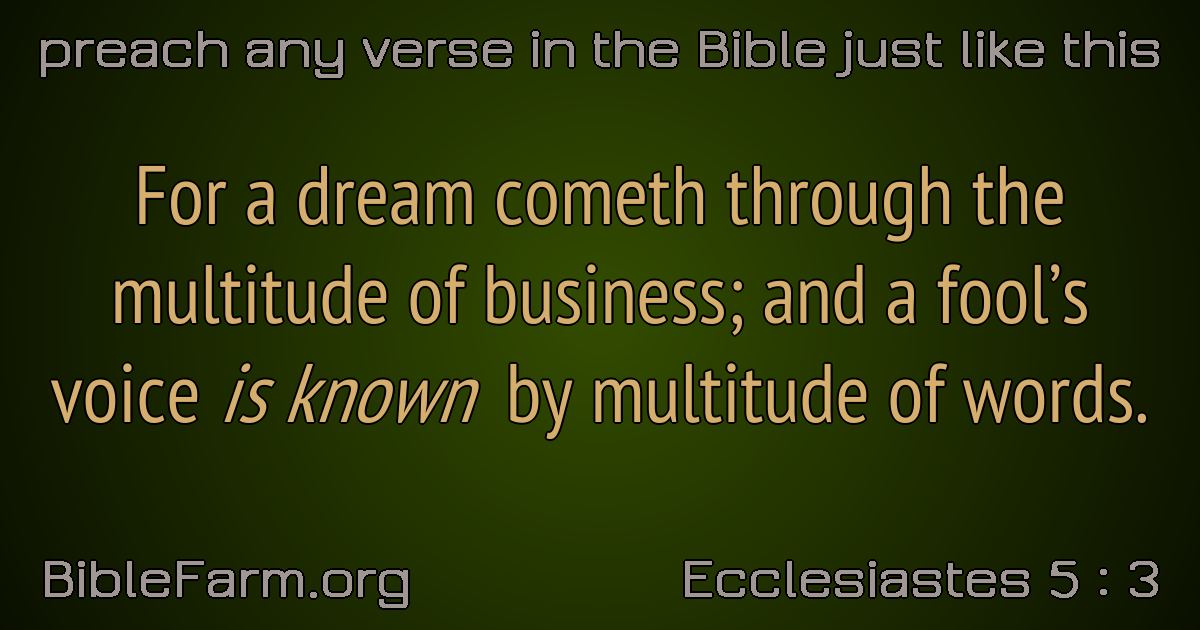 preach any verse in the Bible just like this
For a dream cometh through the
multitude of business; and a fool’s
voice is known by multitude of words.
BibleFarm.org
Ecclesiastes 5 : 3